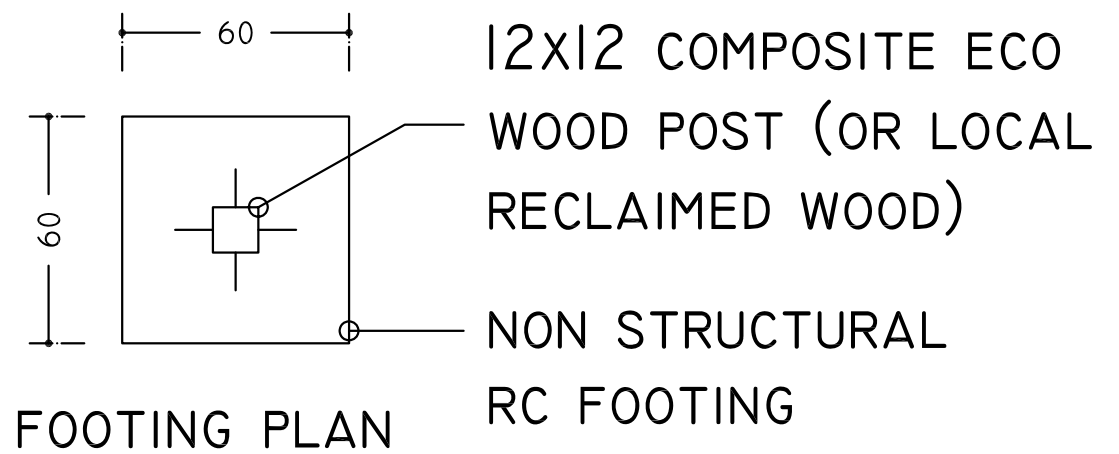 60
12x12 COMPOSITE ECO
WOOD POST (OR LOCAL
RECLAIMED WOOD)
60
NON STRUCTURAL
RC FOOTING
FOOTING PLAN